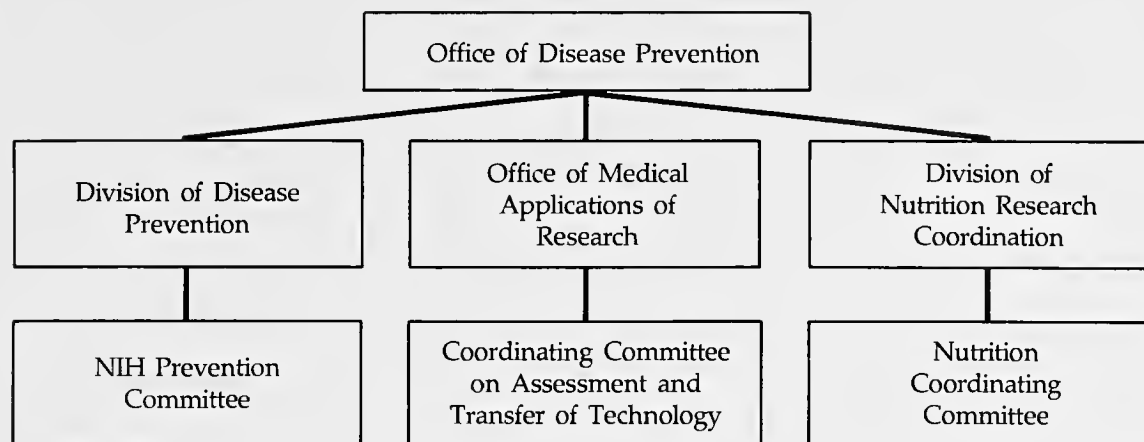 Office of Disease Prevention
Division of Disease
Prevention
Office of Medical
Applications of
Research
Division of
Nutrition Research
Coordination
NIH Prevention
Committee
Coordinating Committee
on Assessment and
Transfer of Technology
Nutrition
Coordinating
Committee